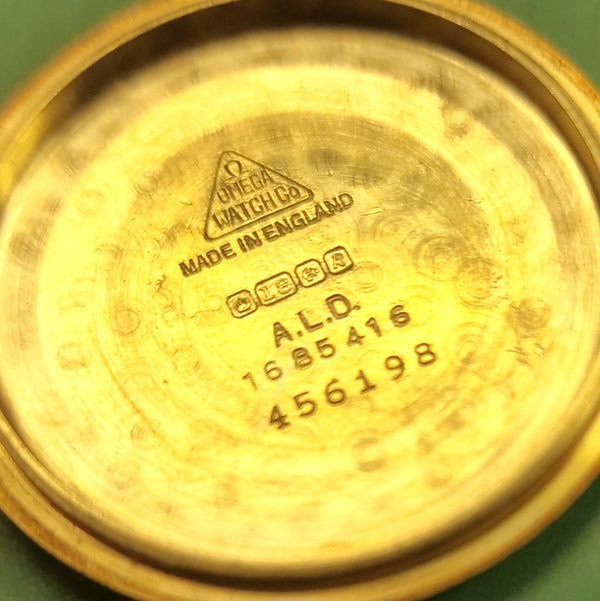 Ω
OMEGA
WATCH Co
MADE IN ENGLAND
18 R
A.L.D.
1685416
456198